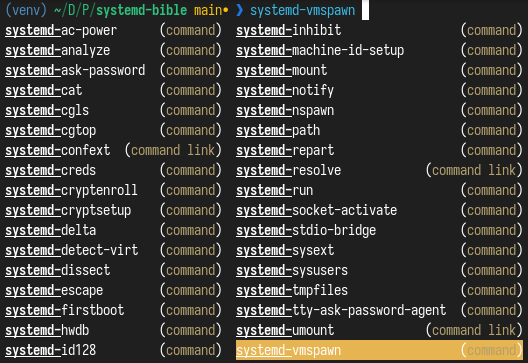 (venv) ~/D/P/systemd-bible main• ❯ systemd-vmspawn
systemd-ac-power (command) systemd-inhibit (command)
systemd-analyze (command) systemd-machine-id-setup (command)
systemd-ask-password (command) systemd-mount (command)
systemd-cat (command) systemd-notify (command)
systemd-cgls (command) systemd-nspawn (command)
systemd-cgtop (command) systemd-path (command)
systemd-confext (command link) systemd-repart (command)
systemd-creds (command) systemd-resolve (command link)
systemd-cryptenroll (command) systemd-run (command)
systemd-cryptsetup (command) systemd-socket-activate (command)
systemd-delta (command) systemd-stdio-bridge (command)
systemd-detect-virt (command) systemd-sysext (command)
systemd-dissect (command) systemd-sysusers (command)
systemd-escape (command) systemd-tmpfiles (command)
systemd-firstboot (command) systemd-tty-ask-password-agent (command)
systemd-hwdb (command) systemd-umount (command link)
systemd-id128 (command) systemd-vmspawn (command)